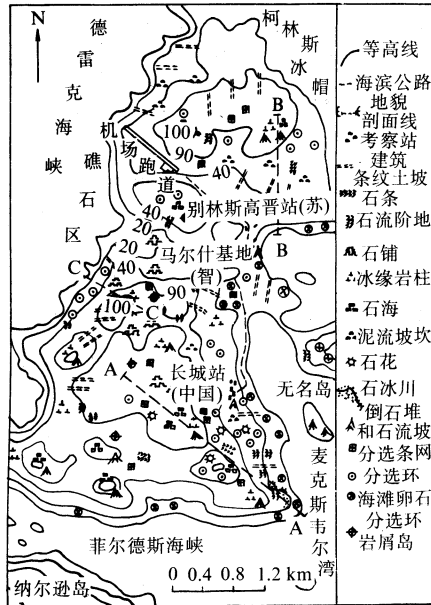 N
德雷克海峡
柯林斯冰帽
B
100
90
机场跑道
40
礁石区
40
别林斯高晋站(苏)
20
20
B
马尔什基地
(智)
C
40
90
100
C
A
长城站
(中国)
无名岛
麦克斯韦尔湾
A
菲尔德斯海峡
纳尔逊岛
0 0.4 0.8 1.2 km
等高线
海滨公路
地貌
剖面线
考察站
建筑
条纹土坡
石条
石流阶地
石铺
冰缘岩柱
石海
泥流坡坎
石花
石冰川
倒石堆
和石流坡
分选条网
分选环
海滩卵石
分选环
岩屑岛